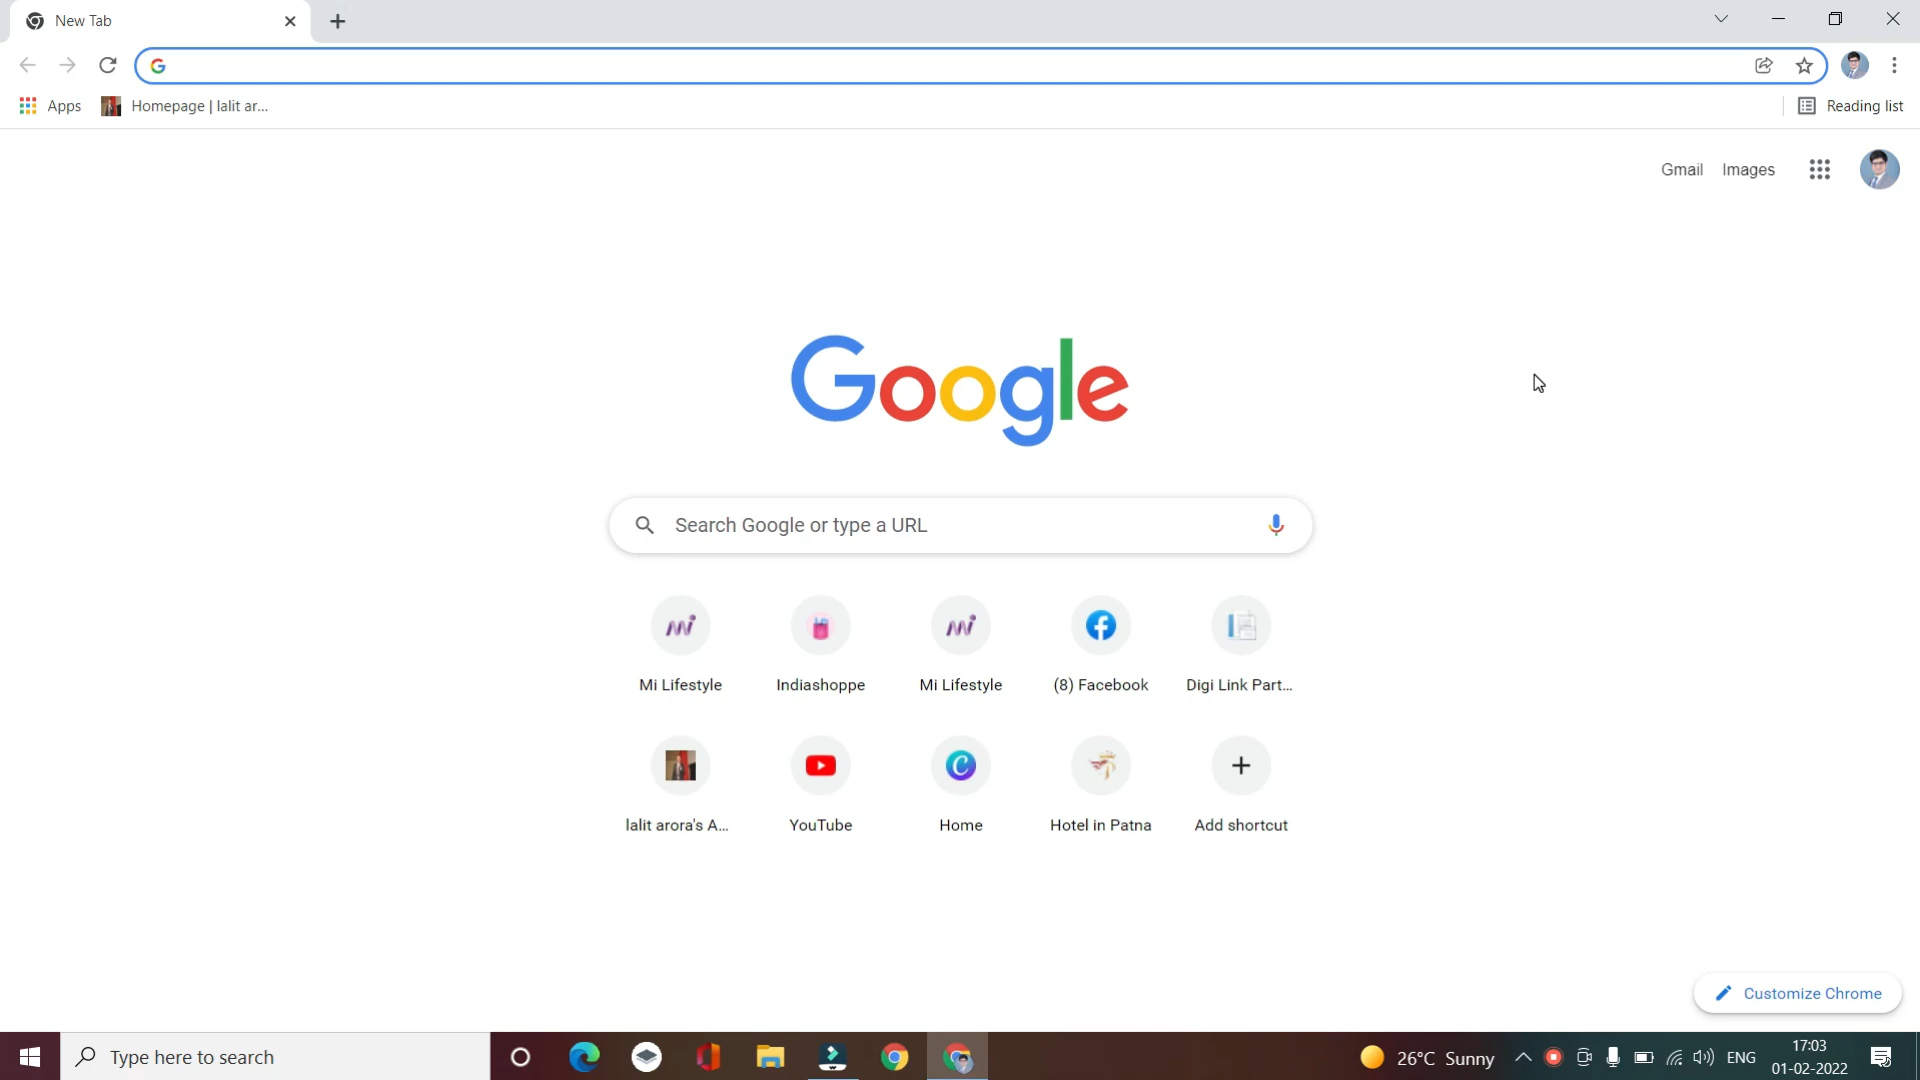 New Tab
Apps
Homepage | lalit ar...
Reading list
Gmail
Images
Google
Search Google or type a URL
Mi Lifestyle
Indiashoppe
Mi Lifestyle
(8) Facebook
Digi Link Part...
lalit arora's A...
YouTube
Home
Hotel in Patna
Add shortcut
Customize Chrome
Type here to search
26°C Sunny
ENG
17:03
01-02-2022